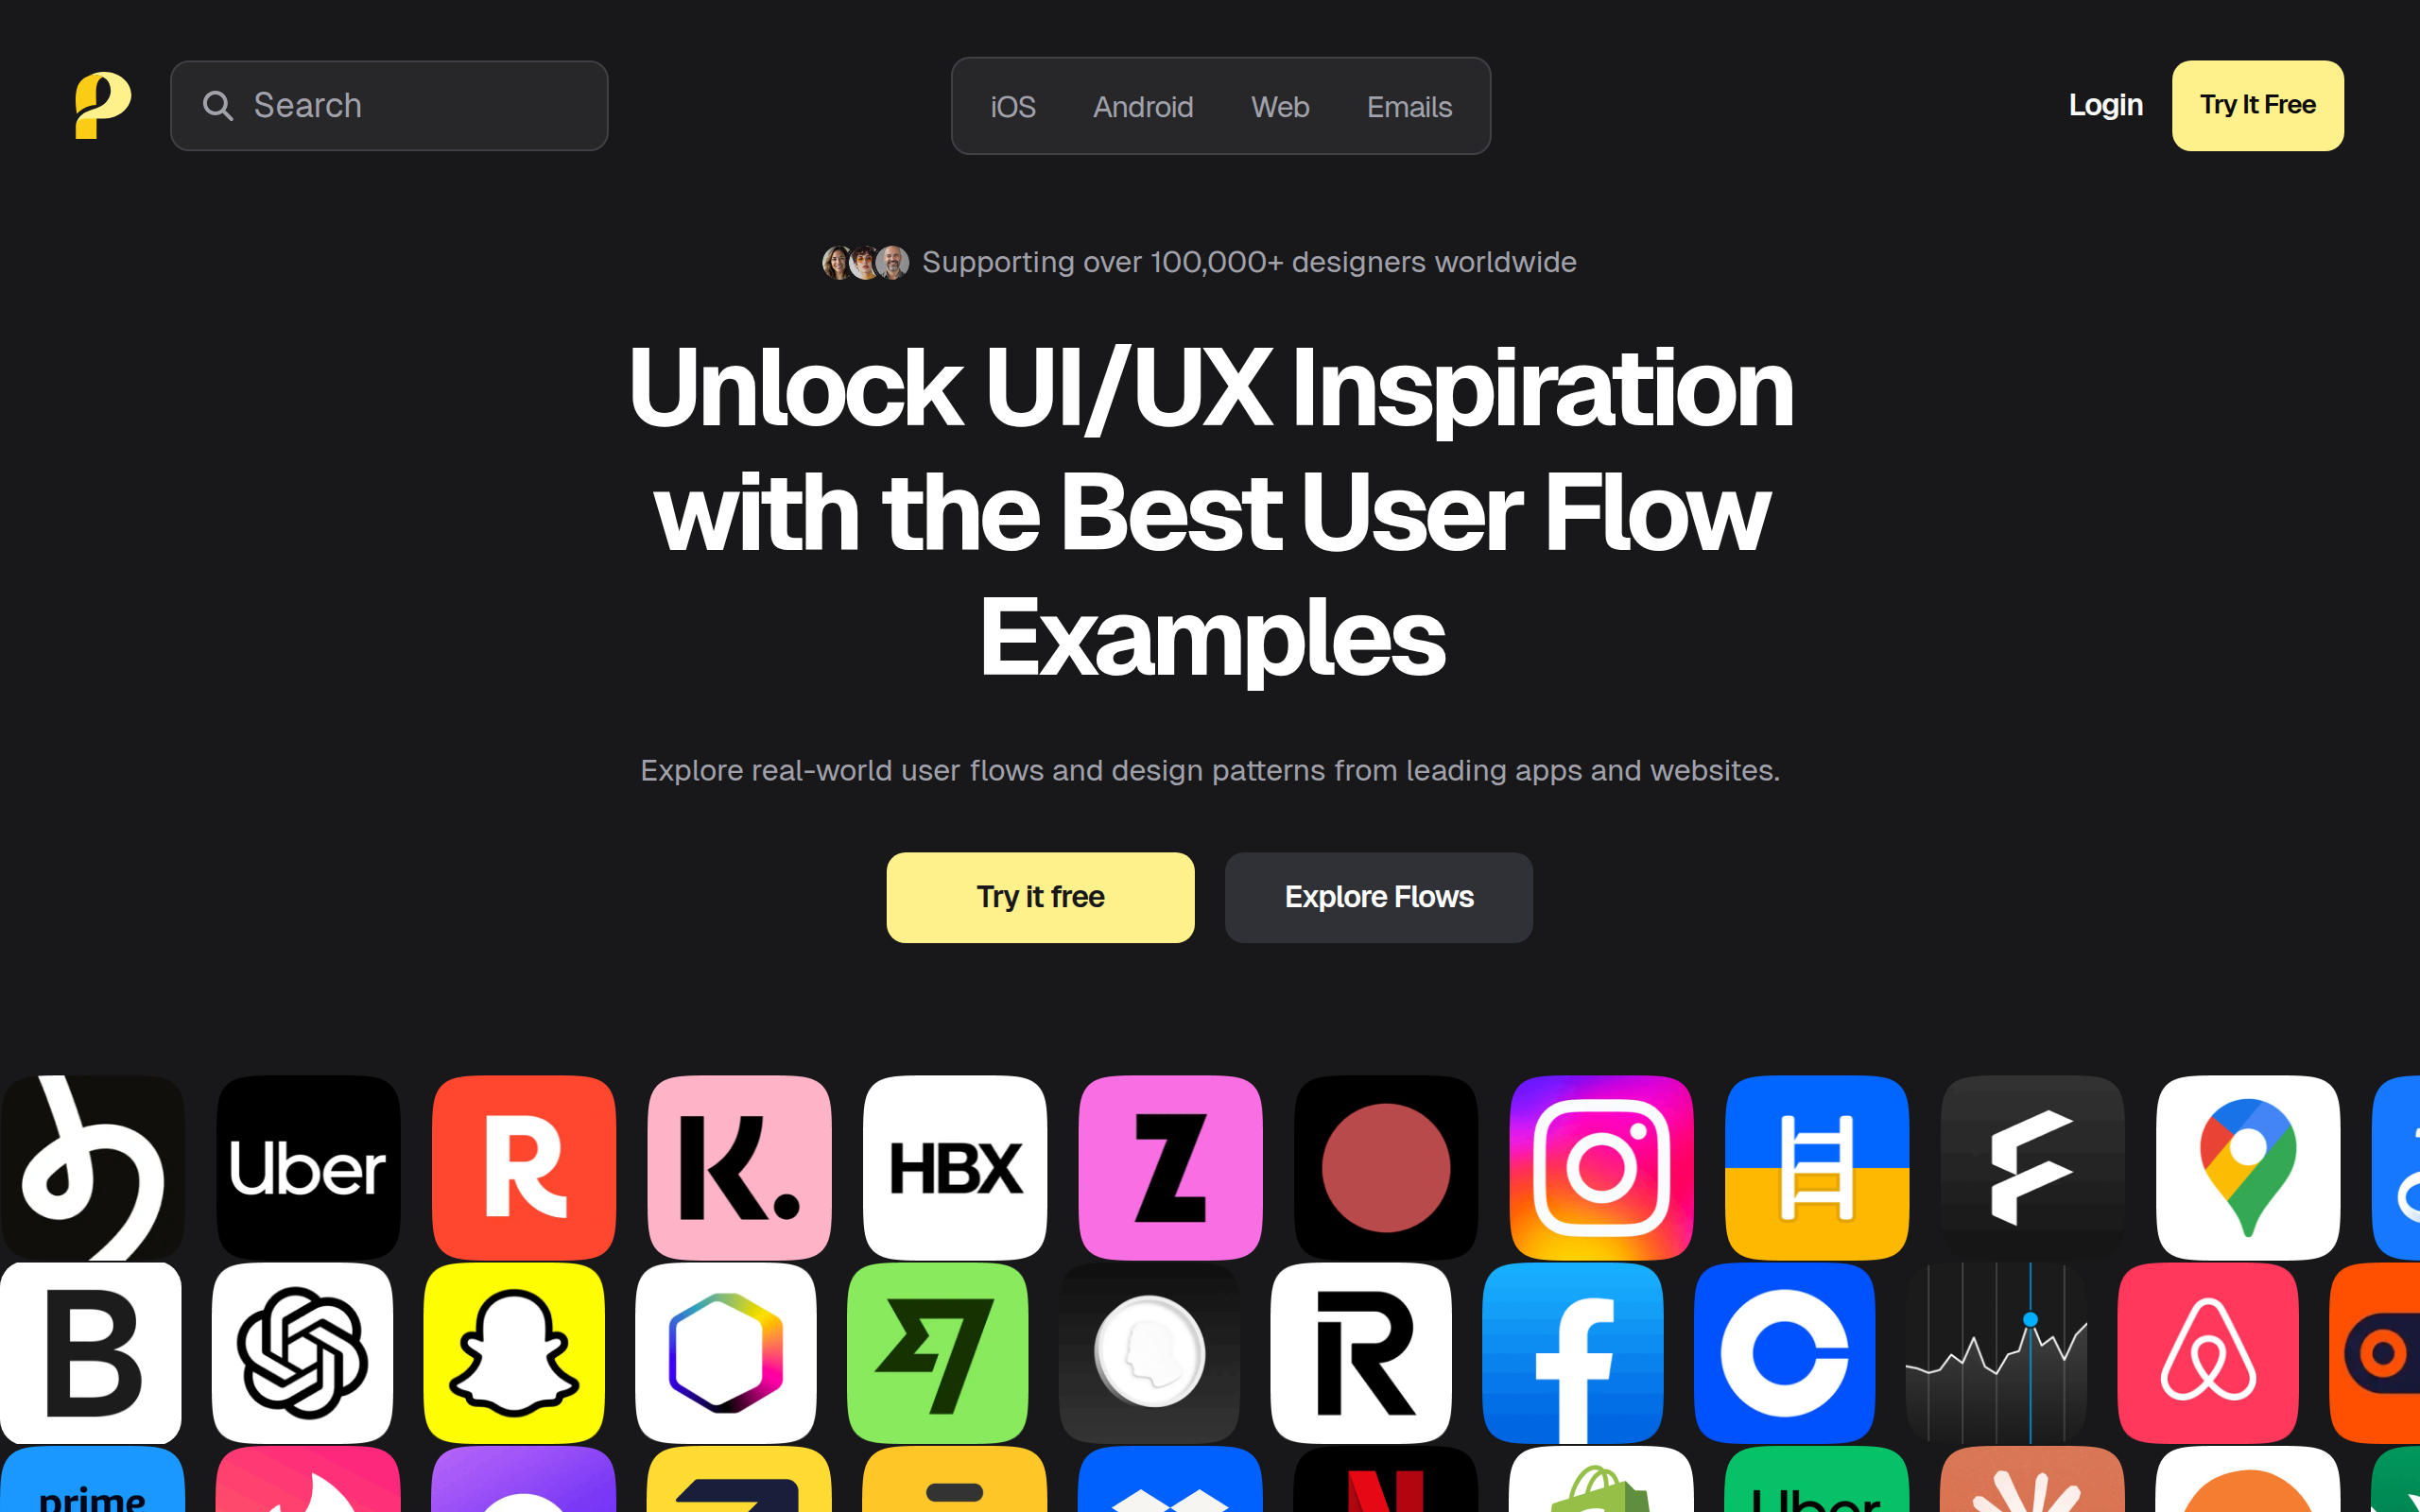 Search
iOS Android Web Emails
Login
Try It Free
Supporting over 100,000+ designers worldwide
Unlock UI/UX Inspiration
with the Best User Flow
Examples
Explore real-world user flows and design patterns from leading apps and websites.
Try it free
Explore Flows
Uber
R
K.
HBX
Z
B
R
f
prime
N
Uber